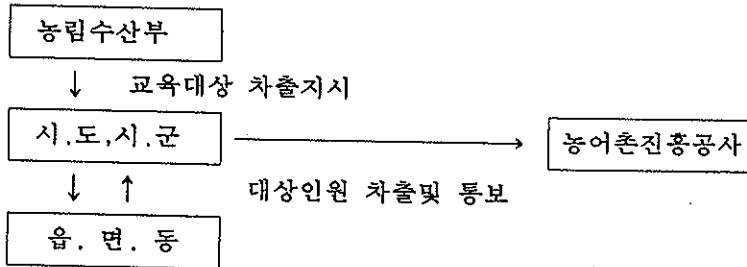 농림수산부
↓ 교육대상 차출지시
시.도,시.군 → 농어촌진흥공사
↓ ↑ 대상인원 차출및 통보
읍. 면. 동